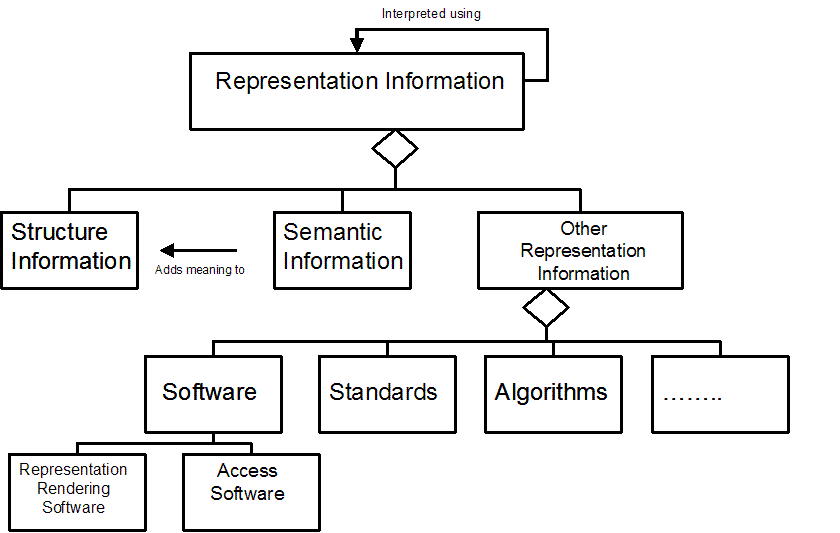 Interpreted using
Representation Information
Structure
Information
Adds meaning to
Semantic
Information
Other
Representation
Information
Software
Standards
Algorithms
……..
Representation
Rendering
Software
Access
Software